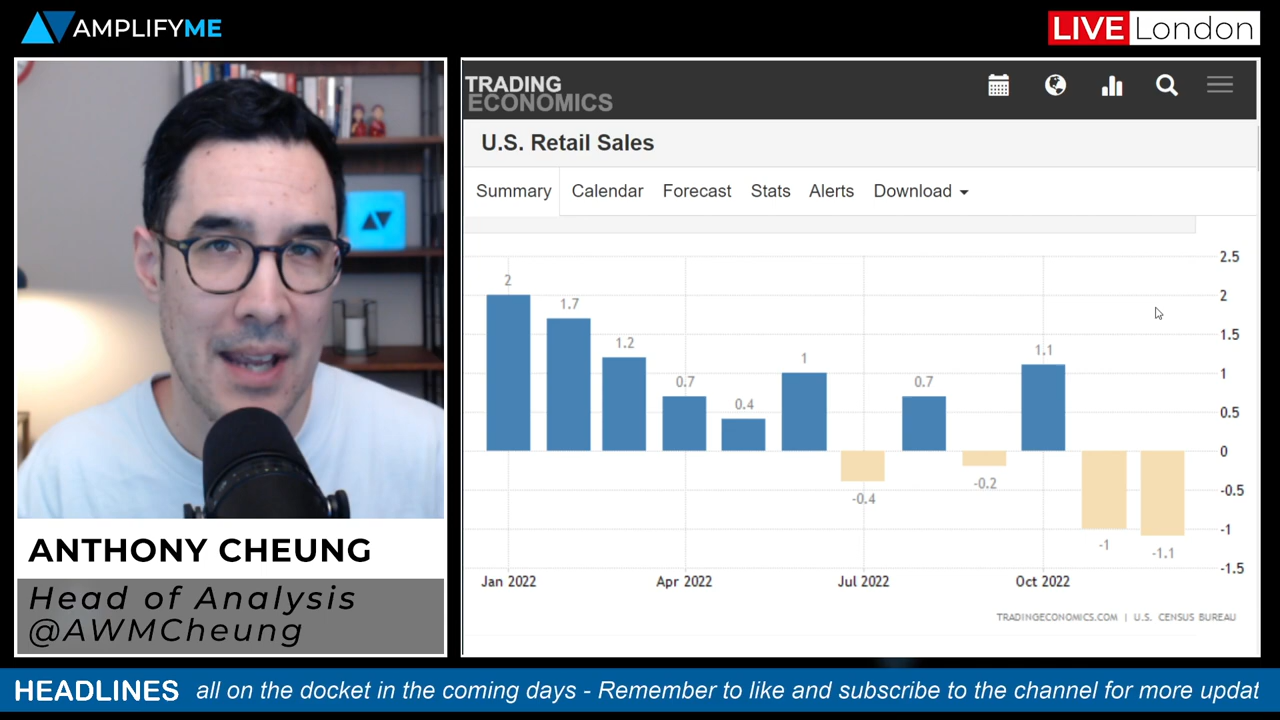 AMPLIFYME
LIVE London
TRADING
ECONOMICS
U.S. Retail Sales
Summary Calendar Forecast Stats Alerts Download
2.5
2
1.5
1
0.5
0
-0.5
-1
-1.5
2
1.7
1.2
0.7
0.4
1
-0.4
0.7
-0.2
1.1
-1
-1.1
Jan 2022 Apr 2022 Jul 2022 Oct 2022
TRADINGECONOMICS.COM | U.S. CENSUS BUREAU
ANTHONY CHEUNG
Head of Analysis
@AWMCheung
HEADLINES all on the docket in the coming days - Remember to like and subscribe to the channel for more updat